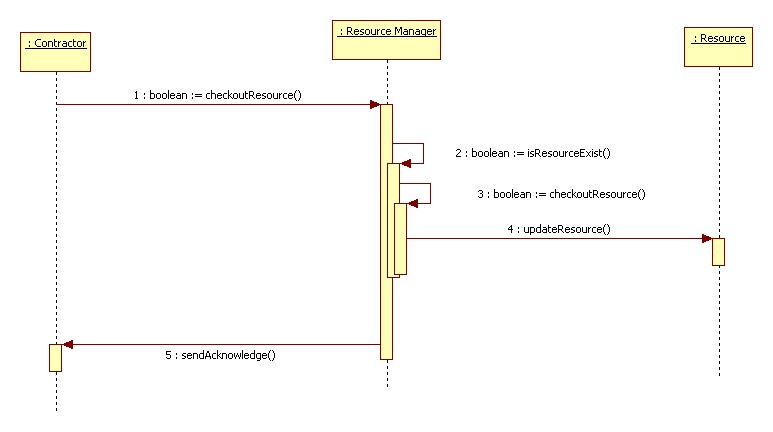 : Contractor
: Resource Manager
: Resource
1 : boolean := checkoutResource()
2 : boolean := isResourceExist()
3 : boolean := checkoutResource()
4 : updateResource()
5 : sendAcknowledge()